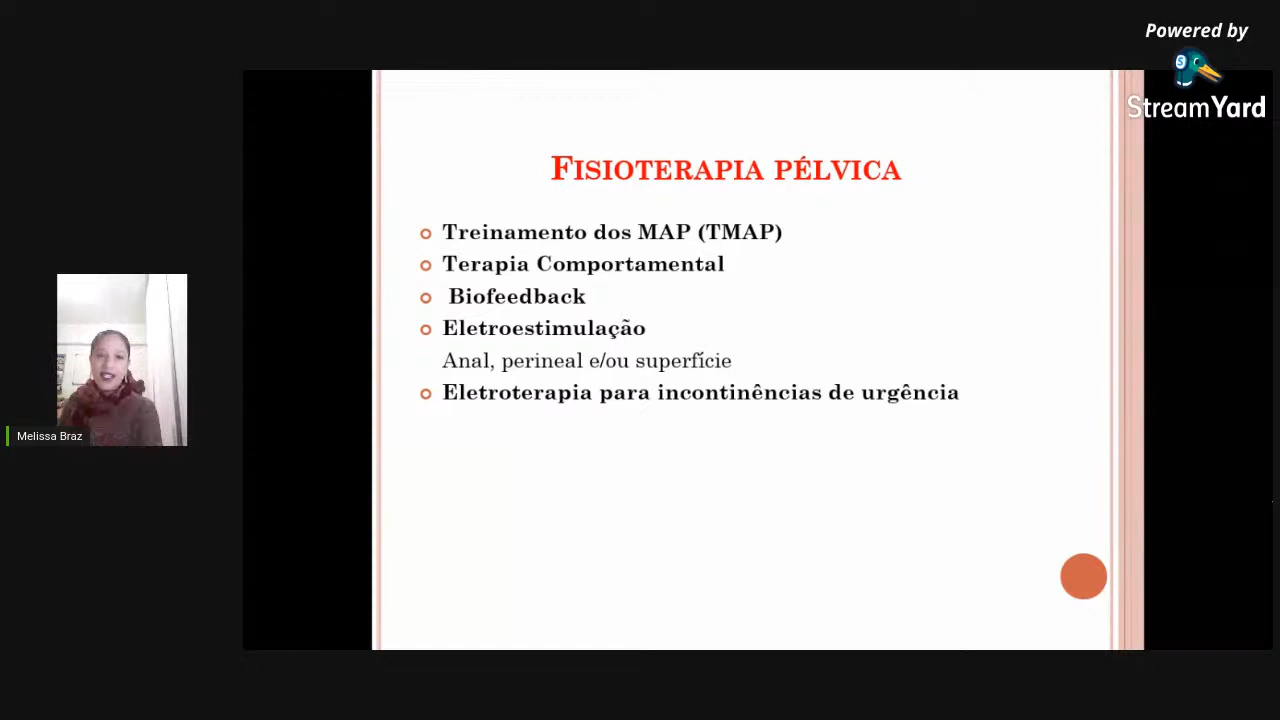 Powered by
StreamYard
FISIOTERAPIA PÉLVICA
Treinamento dos MAP (TMAP)
Terapia Comportamental
Biofeedback
Eletroestimulação
Anal, perineal e/ou superfície
Eletroterapia para incontinências de urgência
Melissa Braz